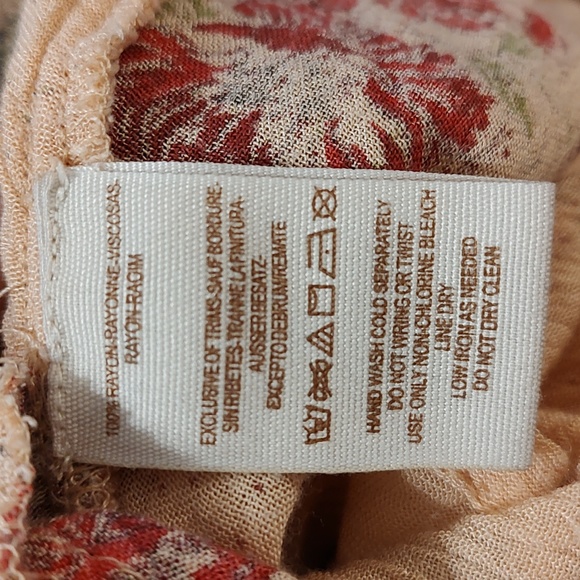 100% RAYON-RAYONNE-VISCOSAS.
RAYON-RAGIM
EXCLUSIVE OF TRIMS-SAUF BORDURE-
SIN RIBETES-TRANNE LA FINITURA-
AUSSER BESATZ-
EXCEPTO DEBRUM/REMATE
HAND WASH COLD SEPARATELY
DO NOT WRING OR TWIST
USE ONLY NON-CHLORINE BLEACH
LINE DRY
LOW IRON AS NEEDED
DO NOT DRY CLEAN